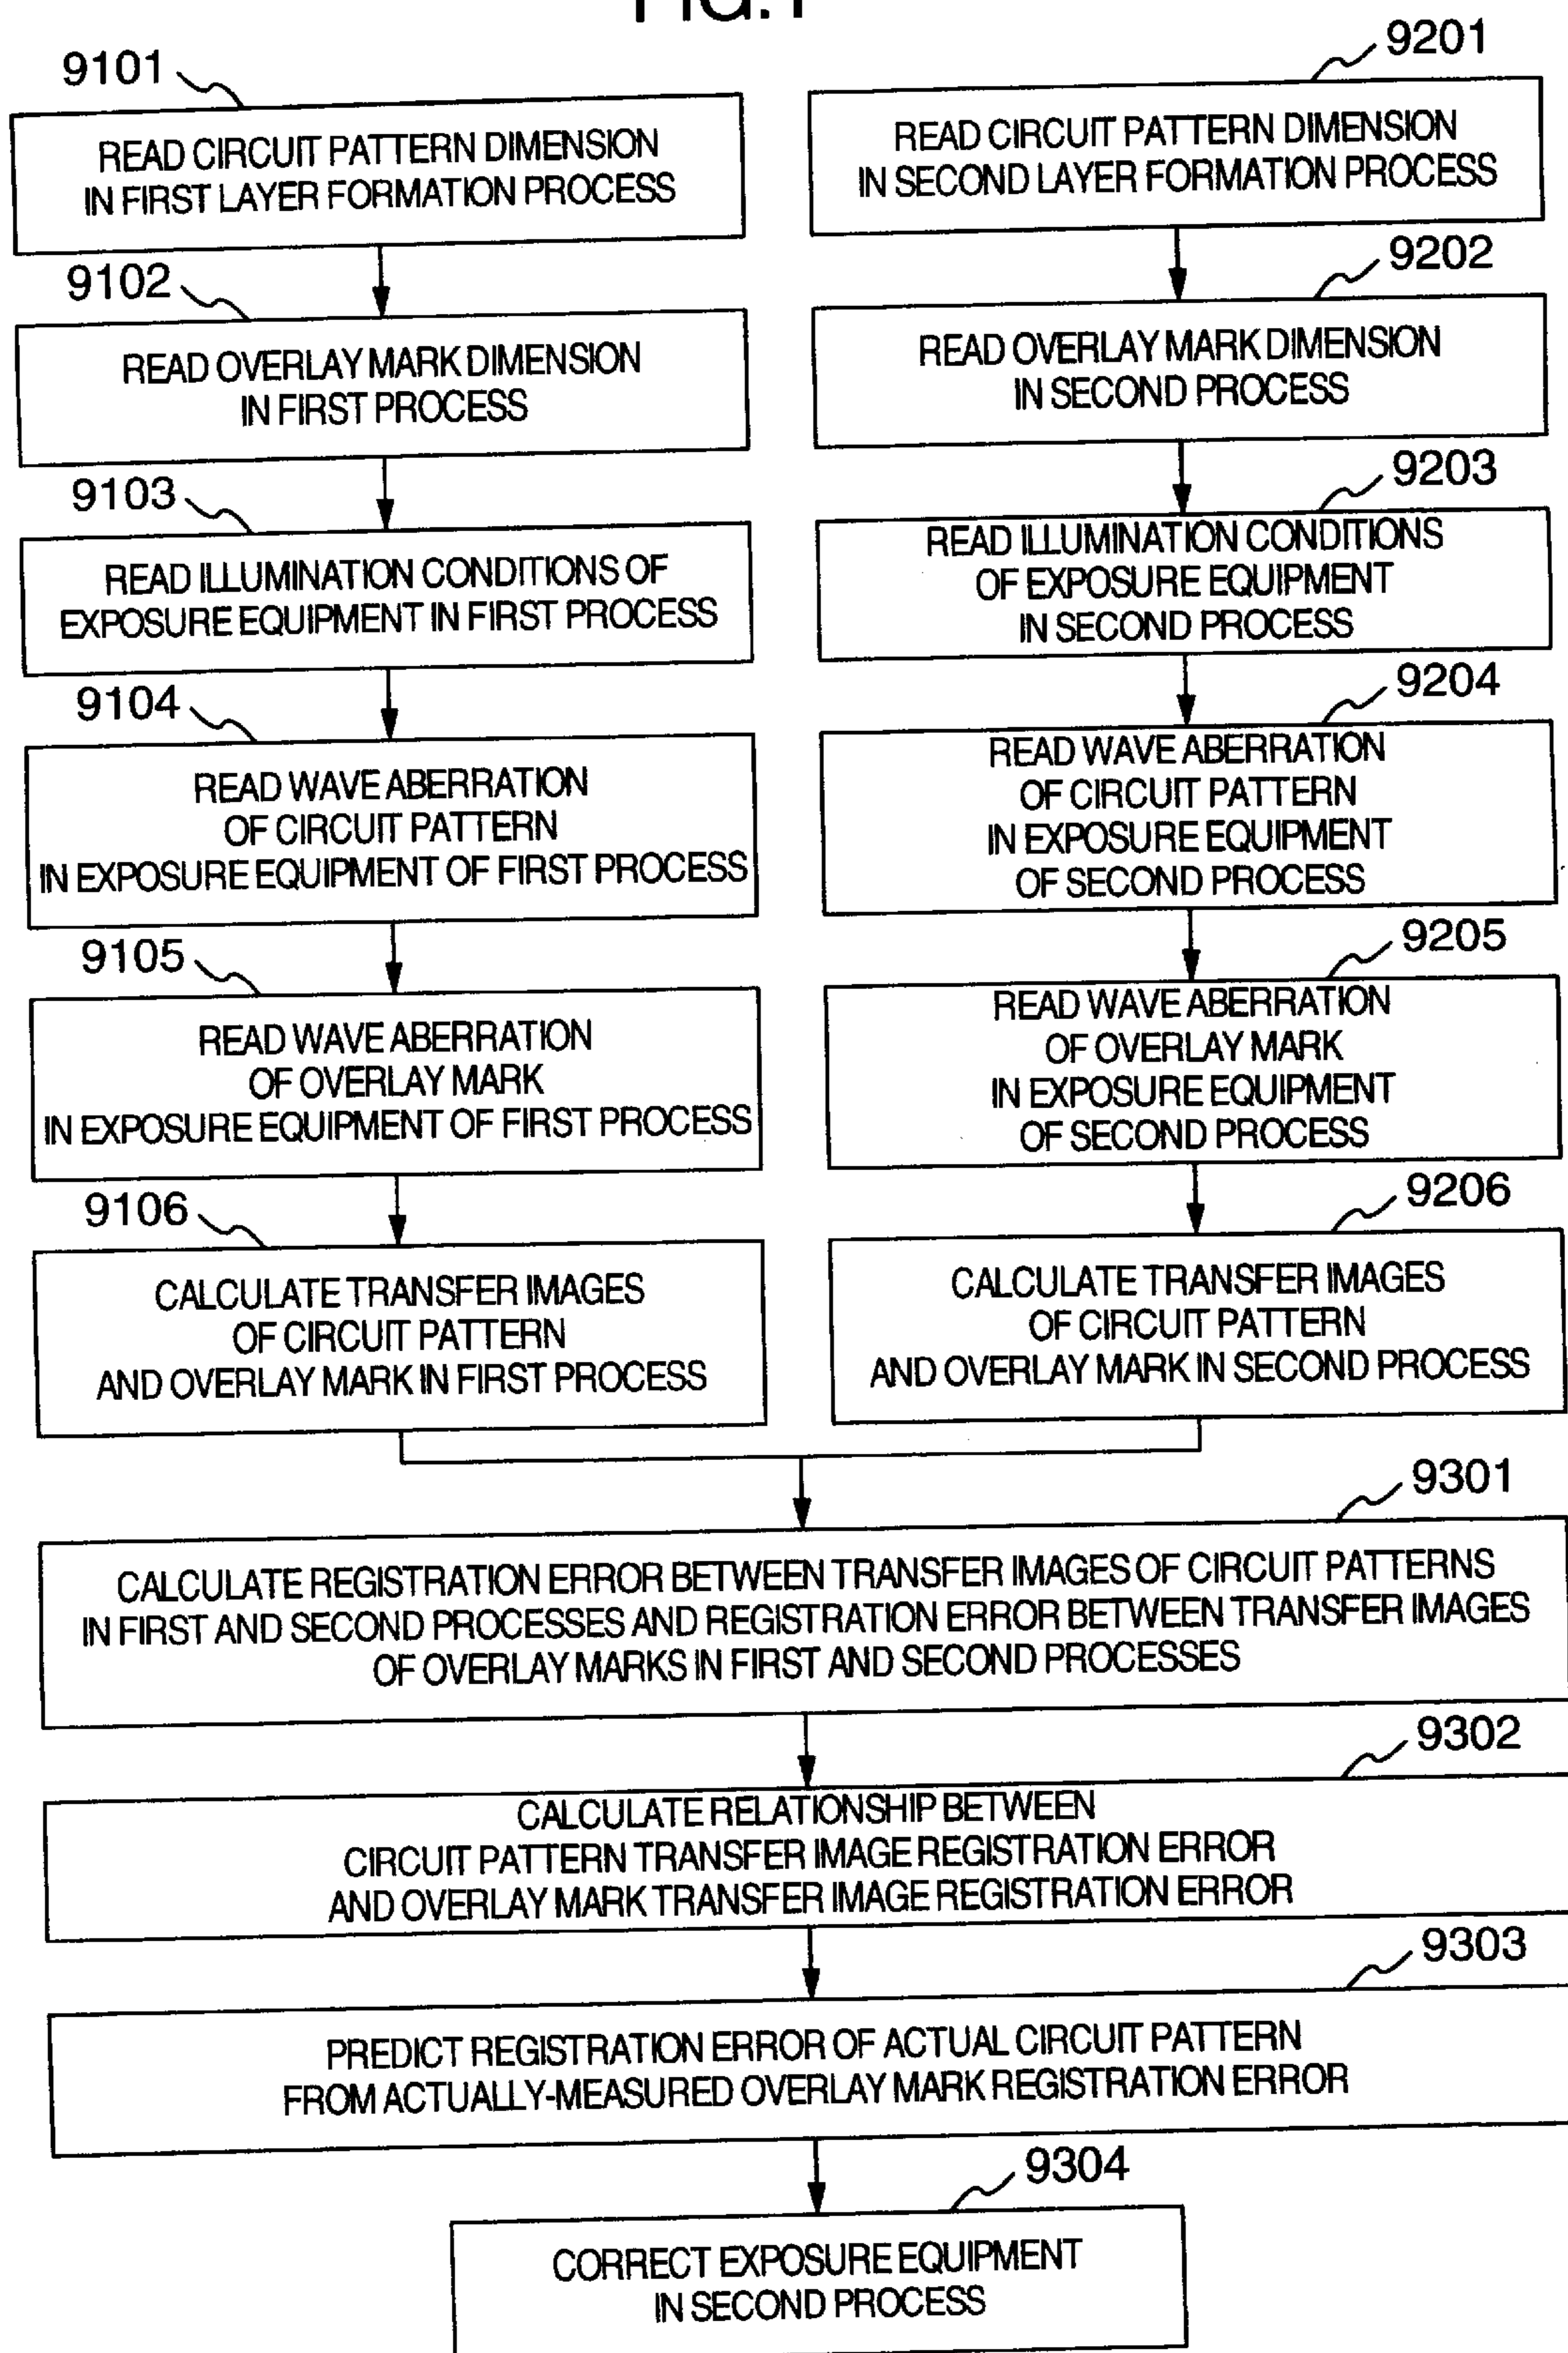 FIG.1
9101
READ CIRCUIT PATTERN DIMENSION
IN FIRST LAYER FORMATION PROCESS
9102
READ OVERLAY MARK DIMENSION
IN FIRST PROCESS
9103
READ ILLUMINATION CONDITIONS OF
EXPOSURE EQUIPMENT IN FIRST PROCESS
9104
READ WAVE ABERRATION
OF CIRCUIT PATTERN
IN EXPOSURE EQUIPMENT OF FIRST PROCESS
9105
READ WAVE ABERRATION
OF OVERLAY MARK
IN EXPOSURE EQUIPMENT OF FIRST PROCESS
9106
CALCULATE TRANSFER IMAGES
OF CIRCUIT PATTERN
AND OVERLAY MARK IN FIRST PROCESS
9201
READ CIRCUIT PATTERN DIMENSION
IN SECOND LAYER FORMATION PROCESS
9202
READ OVERLAY MARK DIMENSION
IN SECOND PROCESS
9203
READ ILLUMINATION CONDITIONS
OF EXPOSURE EQUIPMENT
IN SECOND PROCESS
9204
READ WAVE ABERRATION
OF CIRCUIT PATTERN
IN EXPOSURE EQUIPMENT
OF SECOND PROCESS
9205
READ WAVE ABERRATION
OF OVERLAY MARK
IN EXPOSURE EQUIPMENT
OF SECOND PROCESS
9206
CALCULATE TRANSFER IMAGES
OF CIRCUIT PATTERN
AND OVERLAY MARK IN SECOND PROCESS
9301
CALCULATE REGISTRATION ERROR BETWEEN TRANSFER IMAGES OF CIRCUIT PATTERNS
IN FIRST AND SECOND PROCESSES AND REGISTRATION ERROR BETWEEN TRANSFER IMAGES
OF OVERLAY MARKS IN FIRST AND SECOND PROCESSES
9302
CALCULATE RELATIONSHIP BETWEEN
CIRCUIT PATTERN TRANSFER IMAGE REGISTRATION ERROR
AND OVERLAY MARK TRANSFER IMAGE REGISTRATION ERROR
9303
PREDICT REGISTRATION ERROR OF ACTUAL CIRCUIT PATTERN
FROM ACTUALLY-MEASURED OVERLAY MARK REGISTRATION ERROR
9304
CORRECT EXPOSURE EQUIPMENT
IN SECOND PROCESS